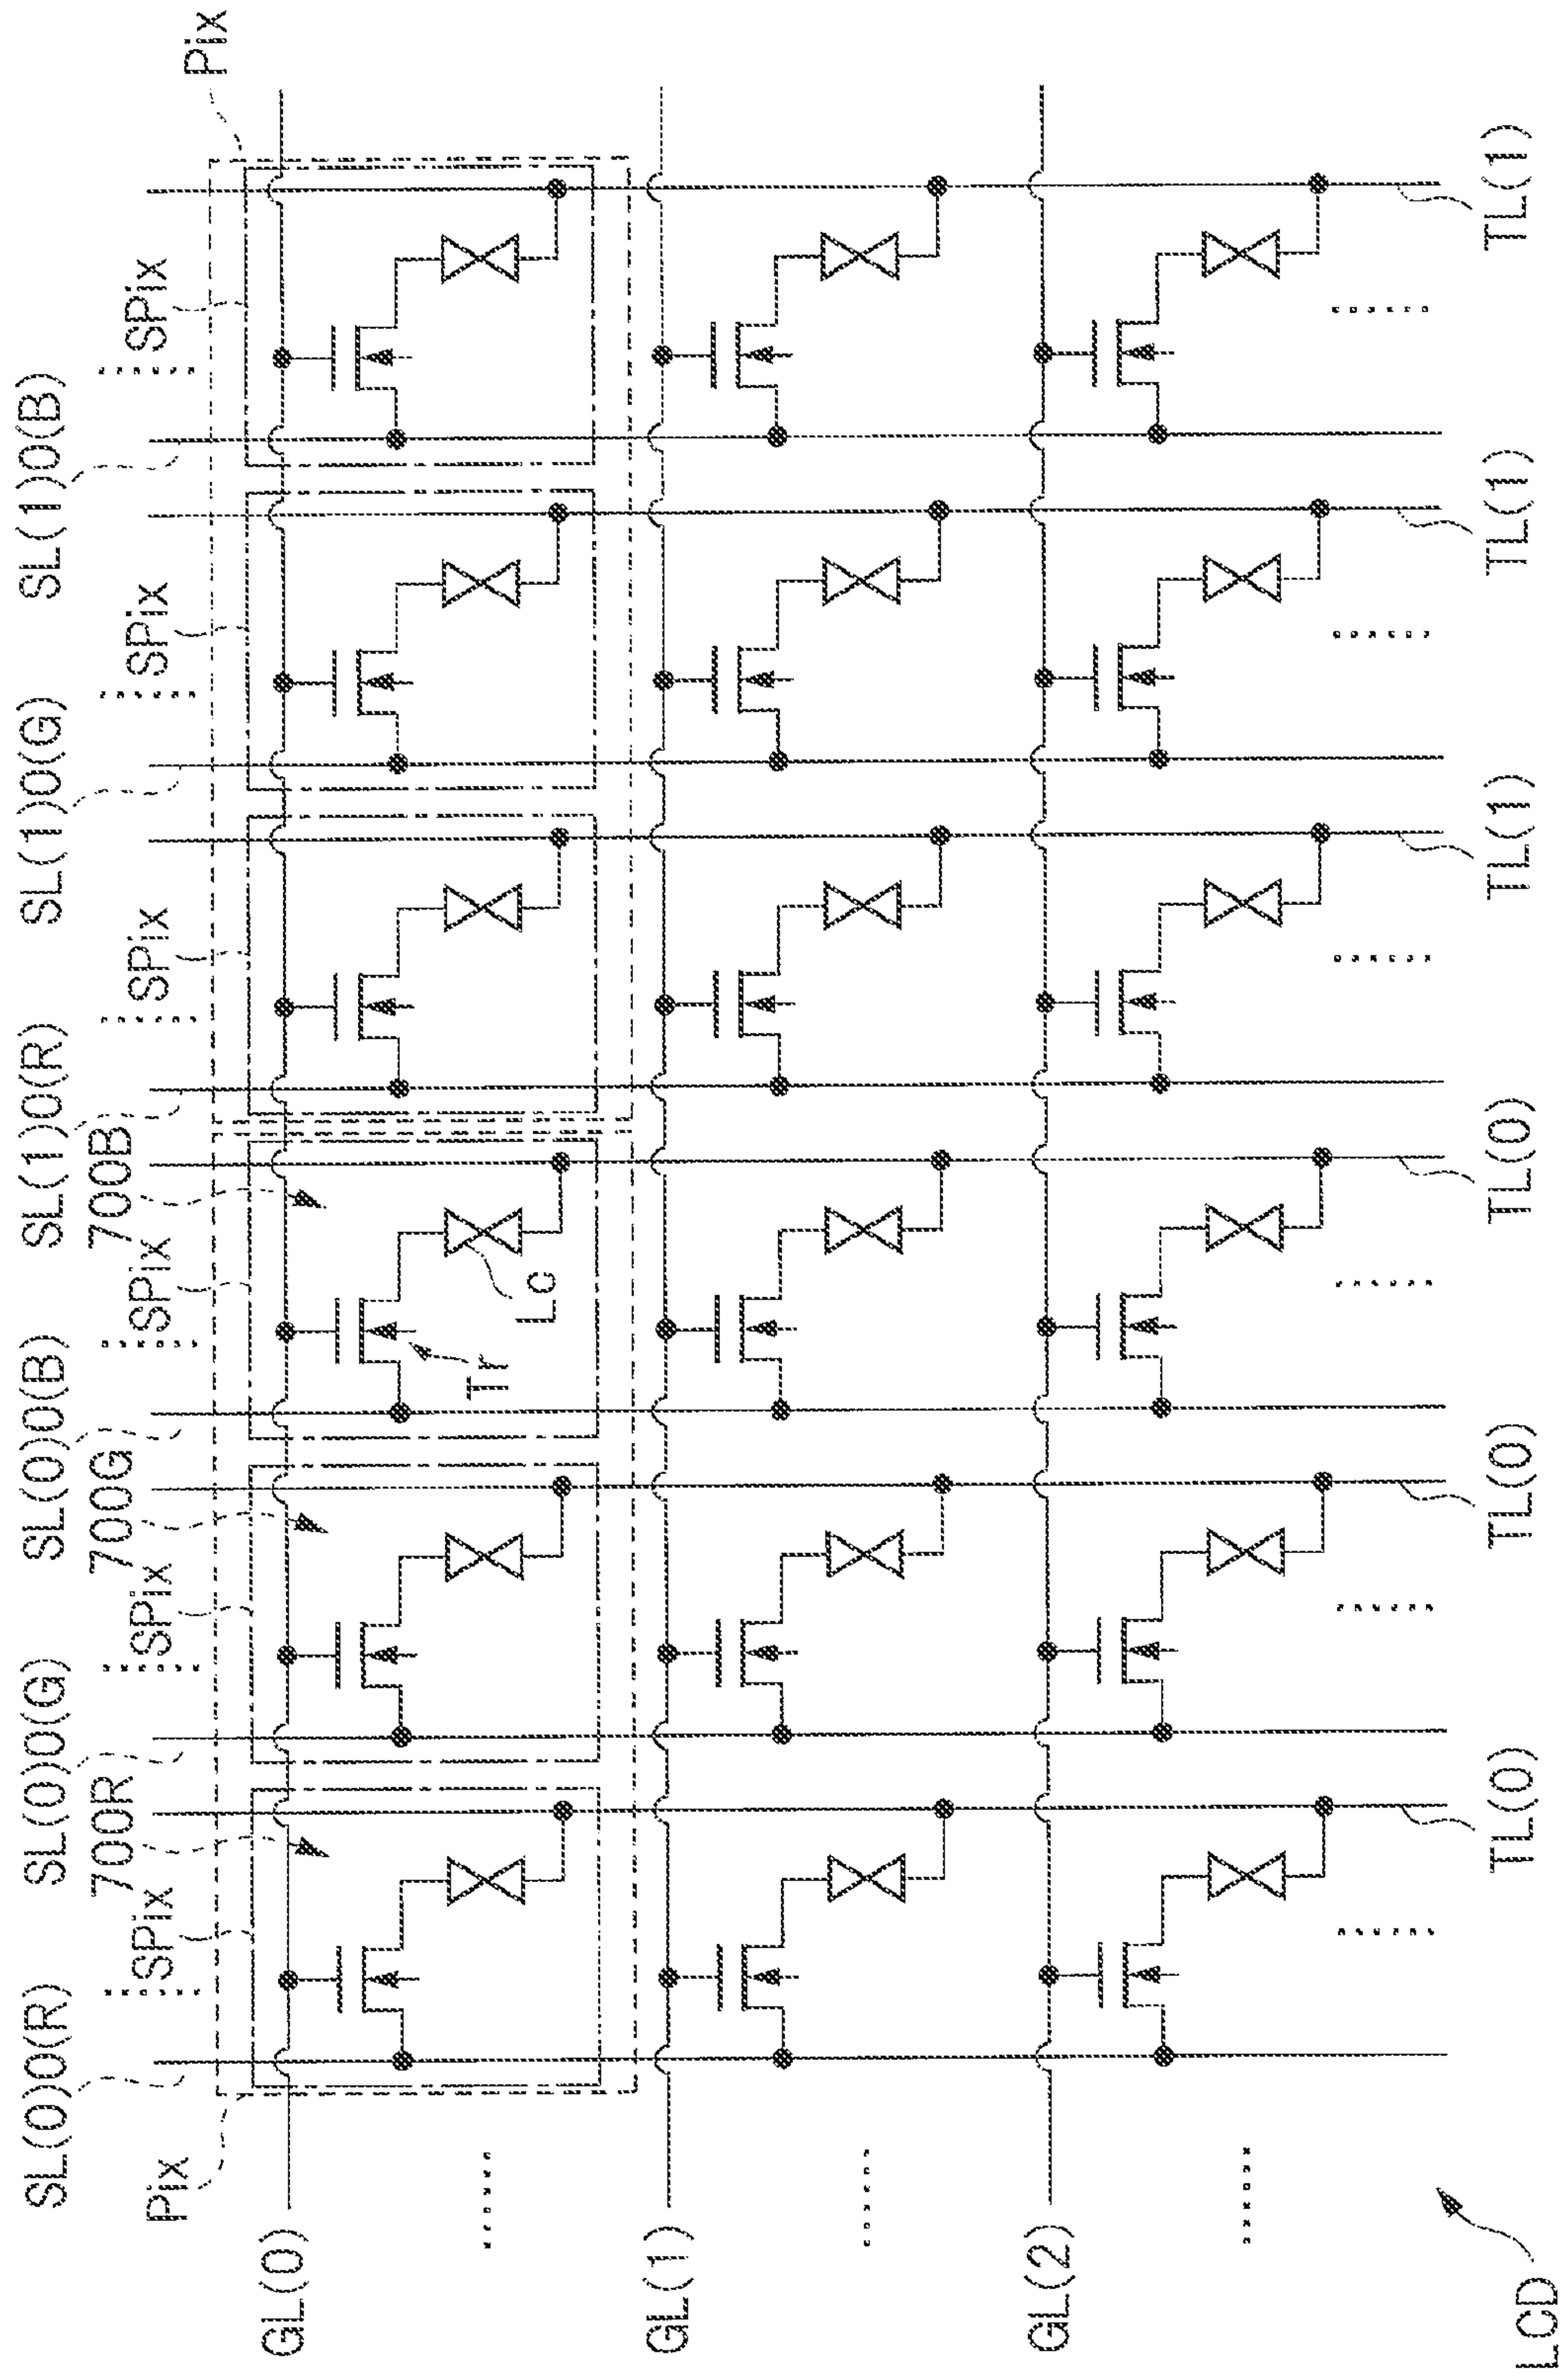 SL(0)0(R)
SL(0)0(G)
SL(0)0(B)
SL(1)0(R)
SL(1)0(G)
SL(1)0(B)
700R
700G
700B
Pix
SPix
SPix
SPix
SPix
SPix
SPix
Pix
GL(0)
Tr
Lc
GL(1)
GL(2)
TL(0)
TL(0)
TL(0)
TL(1)
TL(1)
TL(1)
LCD